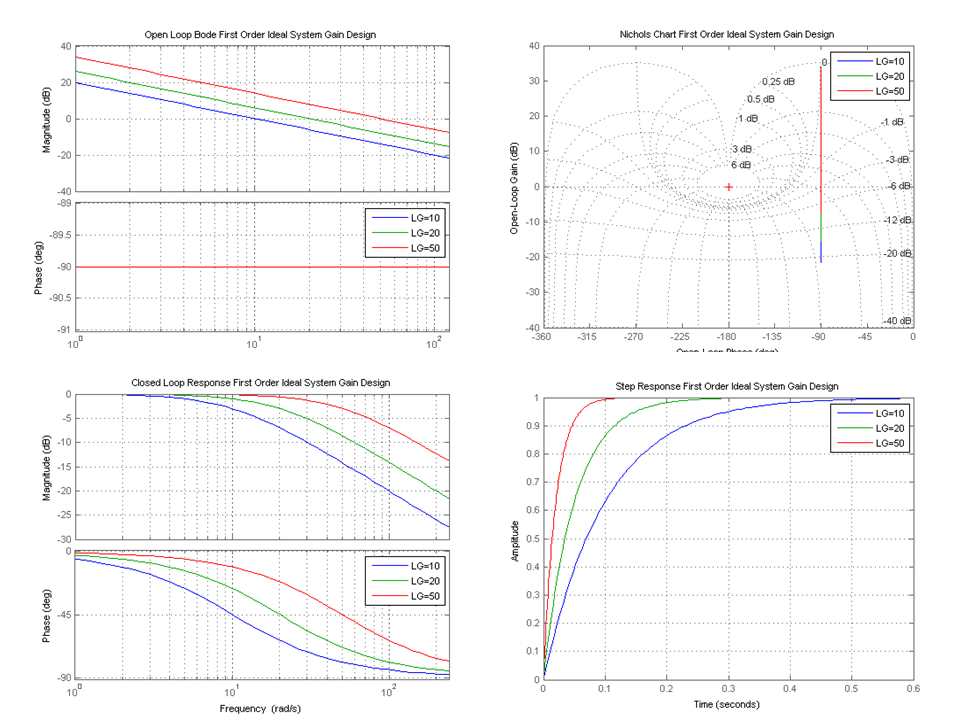 Open Loop Bode First Order Ideal System Gain Design
Magnitude (dB)
40
20
0
-20
-40
Phase (deg)
-89
-89.5
-90
-90.5
-91
10^0
10^1
10^2
LG=10
LG=20
LG=50
Nichols Chart First Order Ideal System Gain Design
Open-Loop Gain (dB)
40
30
20
10
0
-10
-20
-30
-40
-360
-315
-270
-225
-180
-135
-90
-45
0
Open-Loop Phase (deg)
0
0.25 dB
0.5 dB
1 dB
3 dB
6 dB
-1 dB
-3 dB
-6 dB
-12 dB
-20 dB
-40 dB
LG=10
LG=20
LG=50
Closed Loop Response First Order Ideal System Gain Design
Magnitude (dB)
0
-5
-10
-15
-20
-25
-30
Phase (deg)
0
-45
-90
10^0
10^1
10^2
Frequency (rad/s)
LG=10
LG=20
LG=50
Step Response First Order Ideal System Gain Design
Amplitude
1
0.9
0.8
0.7
0.6
0.5
0.4
0.3
0.2
0.1
0
0
0.1
0.2
0.3
0.4
0.5
0.6
Time (seconds)
LG=10
LG=20
LG=50